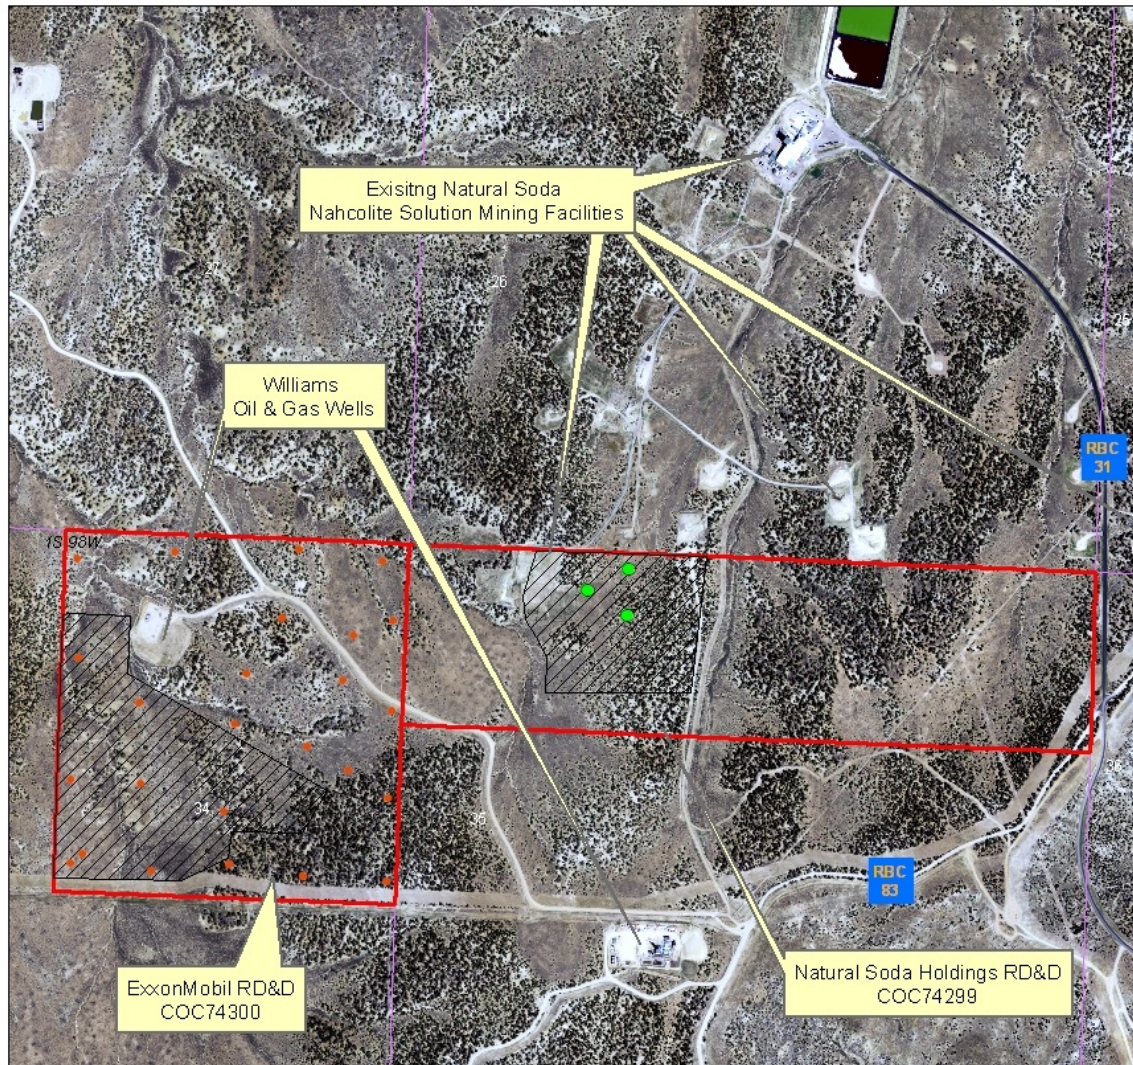 Exisitng Natural Soda
Nahcolite Solution Mining Facilities
26
25
Williams
Oil & Gas Wells
RBC
31
1S 98W
36
34
35
RBC
83
ExxonMobil RD&D
COC74300
Natural Soda Holdings RD&D
COC74299